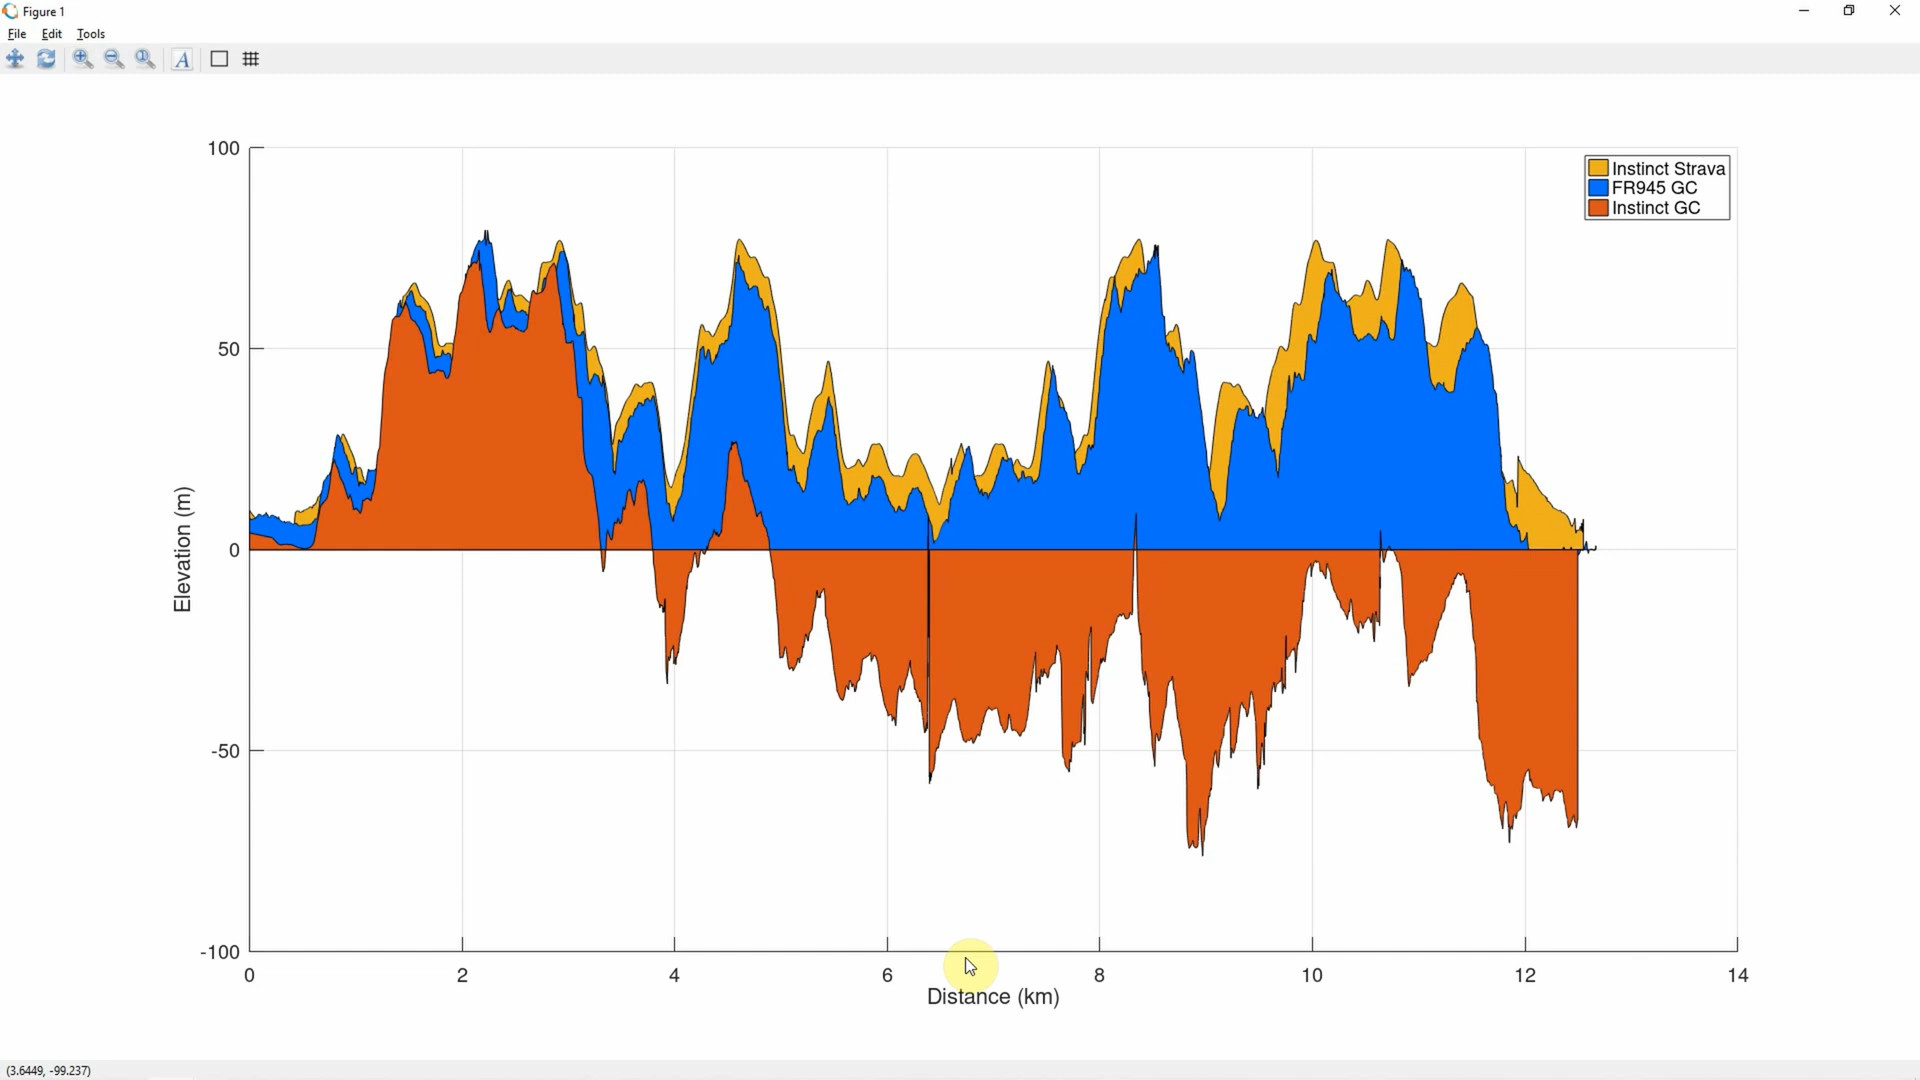 Figure 1
File Edit Tools
A
100
50
0
-50
-100
Elevation (m)
Instinct Strava
FR945 GC
Instinct GC
0 2 4 6 8 10 12 14
Distance (km)
(3.6449, -99.237)